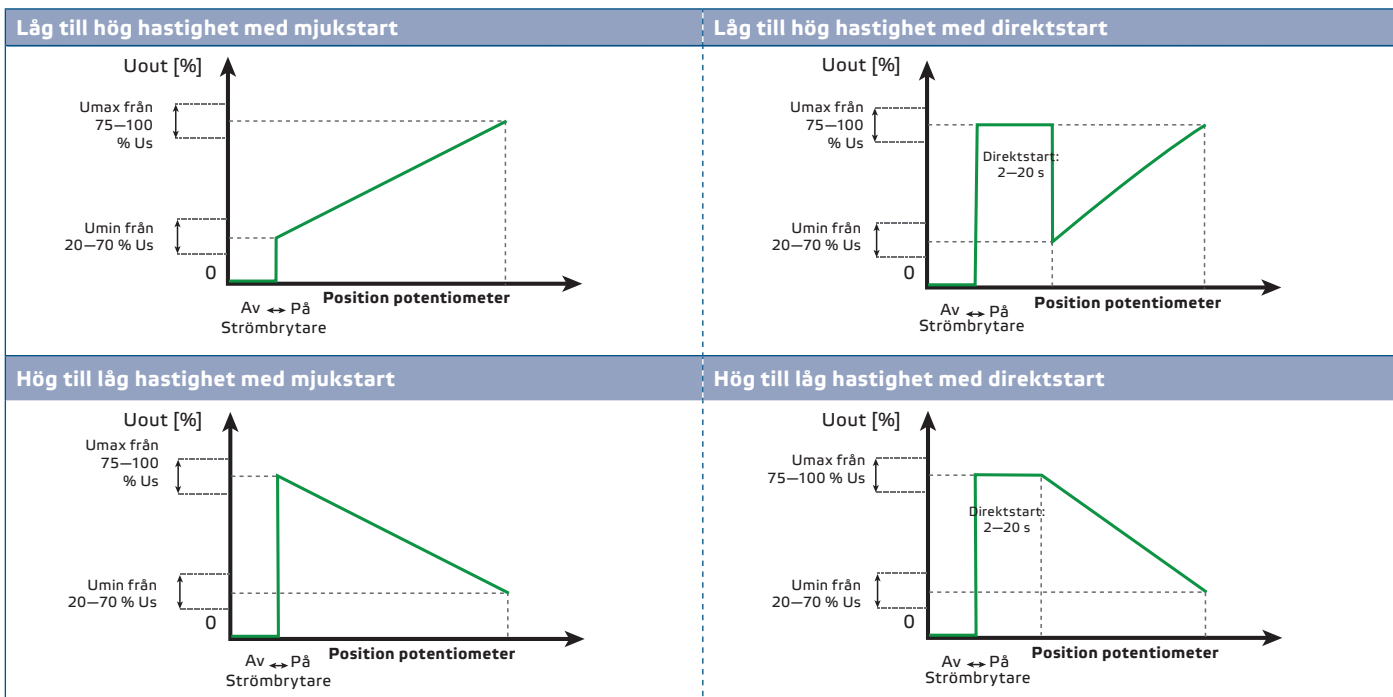 Låg till hög hastighet med mjukstart
Uout [%]
Umax från
75—100
% Us
Umin från
20—70 % Us
0
Position potentiometer
Av ↔ På
Strömbrytare
Låg till hög hastighet med direktstart
Uout [%]
Umax från
75—100
% Us
Direktstart:
2—20 s
Umin från
20—70 % Us
0
Position potentiometer
Av ↔ På
Strömbrytare
Hög till låg hastighet med mjukstart
Uout [%]
Umax från
75—100
% Us
Umin från
20—70 % Us
0
Position potentiometer
Av ↔ På
Strömbrytare
Hög till låg hastighet med direktstart
Uout [%]
Umax från
75—100 % Us
Direktstart:
2—20 s
Umin från
20—70 % Us
0
Position potentiometer
Av ↔ På
Strömbrytare